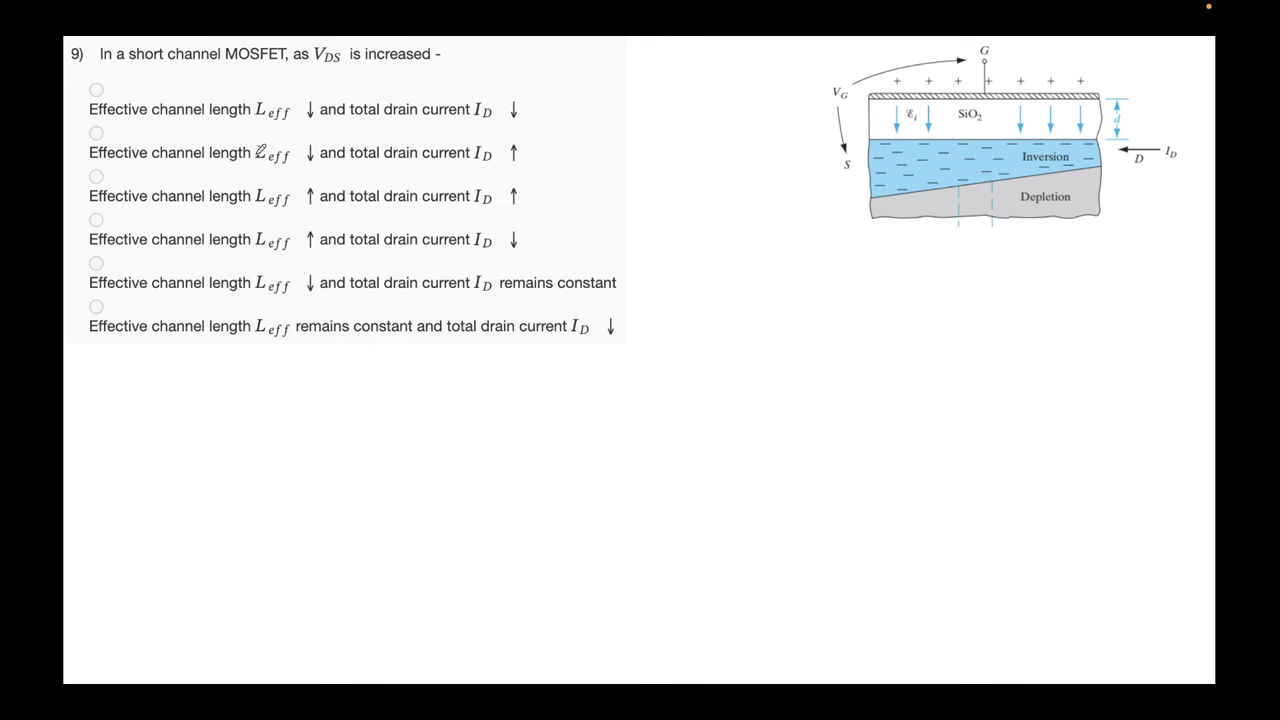 9) In a short channel MOSFET, as V_DS is increased -
Effective channel length L_eff ↓ and total drain current I_D ↓
Effective channel length L_eff ↓ and total drain current I_D ↑
Effective channel length L_eff ↑ and total drain current I_D ↑
Effective channel length L_eff ↑ and total drain current I_D ↓
Effective channel length L_eff ↓ and total drain current I_D remains constant
Effective channel length L_eff remains constant and total drain current I_D ↓
G
+ + + + + + +
V_G
ℰ_i SiO₂
d
S
Inversion
D
I_D
Depletion